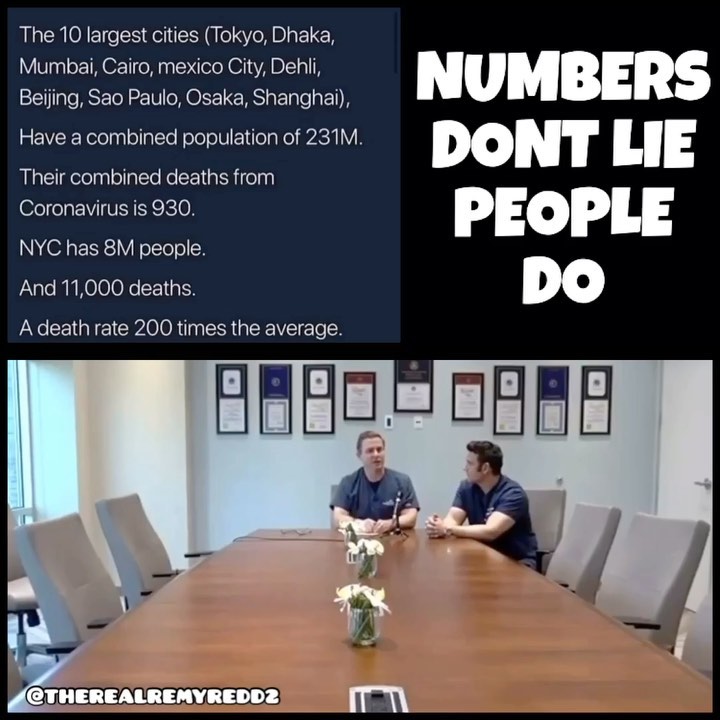 The 10 largest cities (Tokyo, Dhaka,
Mumbai, Cairo, mexico City, Dehli,
Beijing, Sao Paulo, Osaka, Shanghai),
Have a combined population of 231M.
Their combined deaths from
Coronavirus is 930.
NYC has 8M people.
And 11,000 deaths.
A death rate 200 times the average.
NUMBERS
DONT LIE
PEOPLE
DO
@THEREALREMYREDD2